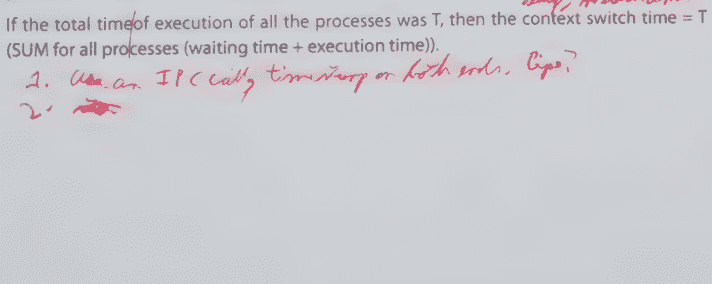 If the total time of execution of all the processes was T, then the context switch time = T
(SUM for all processes (waiting time + execution time)).
1. Use an IPC call, timestamp on both ends.
2.